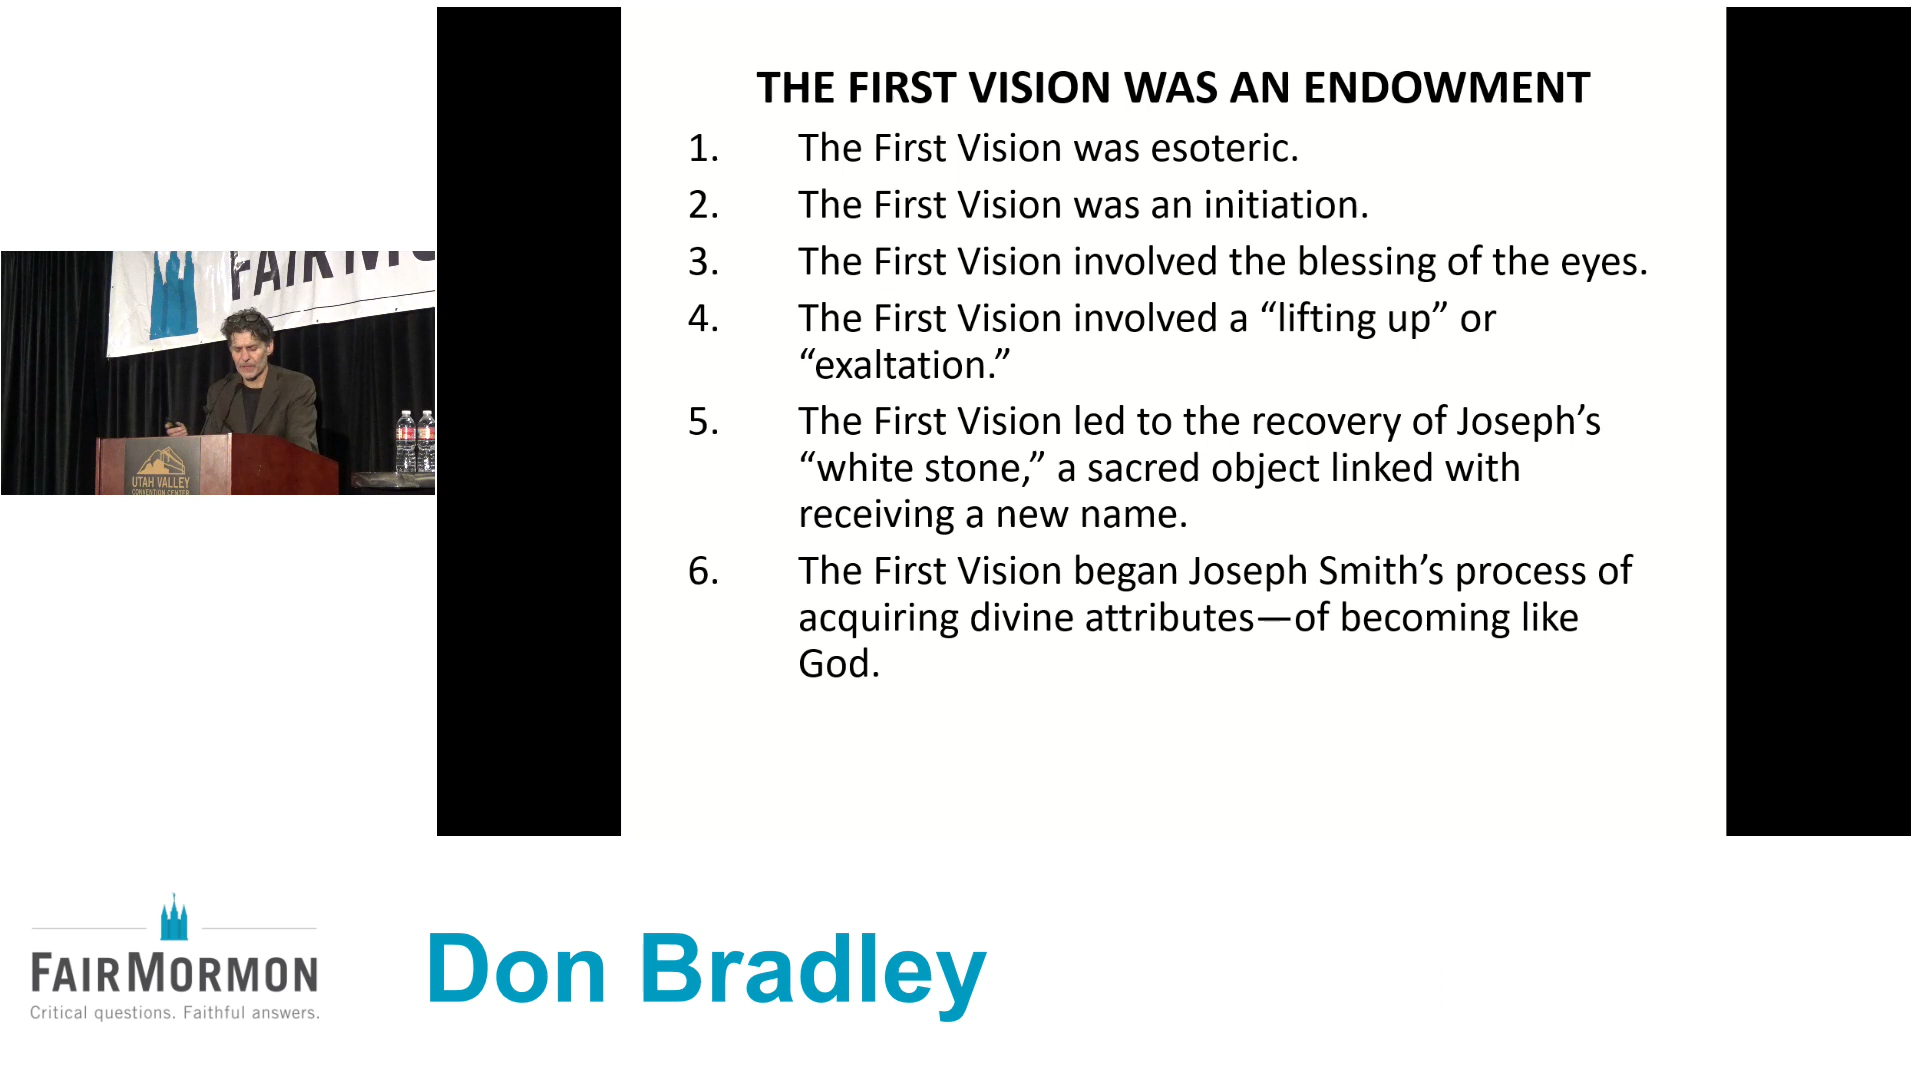 THE FIRST VISION WAS AN ENDOWMENT
1. The First Vision was esoteric.
2. The First Vision was an initiation.
3. The First Vision involved the blessing of the eyes.
4. The First Vision involved a “lifting up” or
“exaltation.”
5. The First Vision led to the recovery of Joseph’s
“white stone,” a sacred object linked with
receiving a new name.
6. The First Vision began Joseph Smith’s process of
acquiring divine attributes—of becoming like
God.
UTAH VALLEY
CONVENTION CENTER
FAIRMORMON
Critical questions. Faithful answers.
Don Bradley